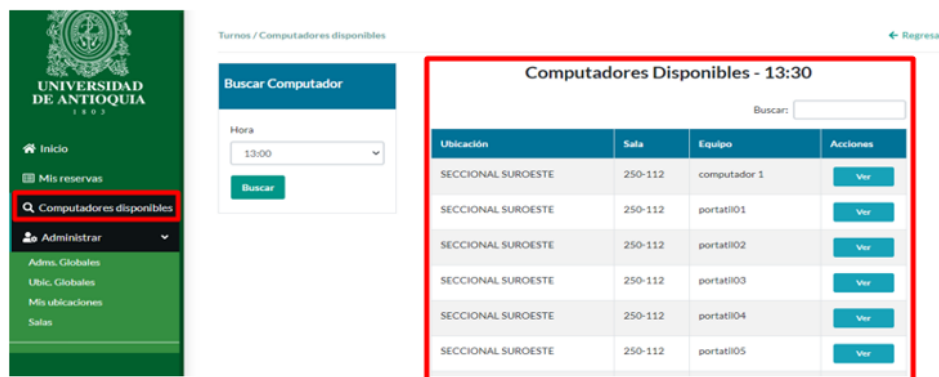 UNIVERSIDAD
DE ANTIOQUIA
1803
Inicio
Mis reservas
Computadores disponibles
Administrar
Adms. Globales
Ubic. Globales
Mis ubicaciones
Salas
Turnos / Computadores disponibles
Regresa
Buscar Computador
Hora
13:00
Buscar
Computadores Disponibles - 13:30
Buscar:
Ubicación Sala Equipo Acciones
SECCIONAL SUROESTE 250-112 computador 1 Ver
SECCIONAL SUROESTE 250-112 portatil01 Ver
SECCIONAL SUROESTE 250-112 portatil02 Ver
SECCIONAL SUROESTE 250-112 portatil03 Ver
SECCIONAL SUROESTE 250-112 portatil04 Ver
SECCIONAL SUROESTE 250-112 portatil05 Ver